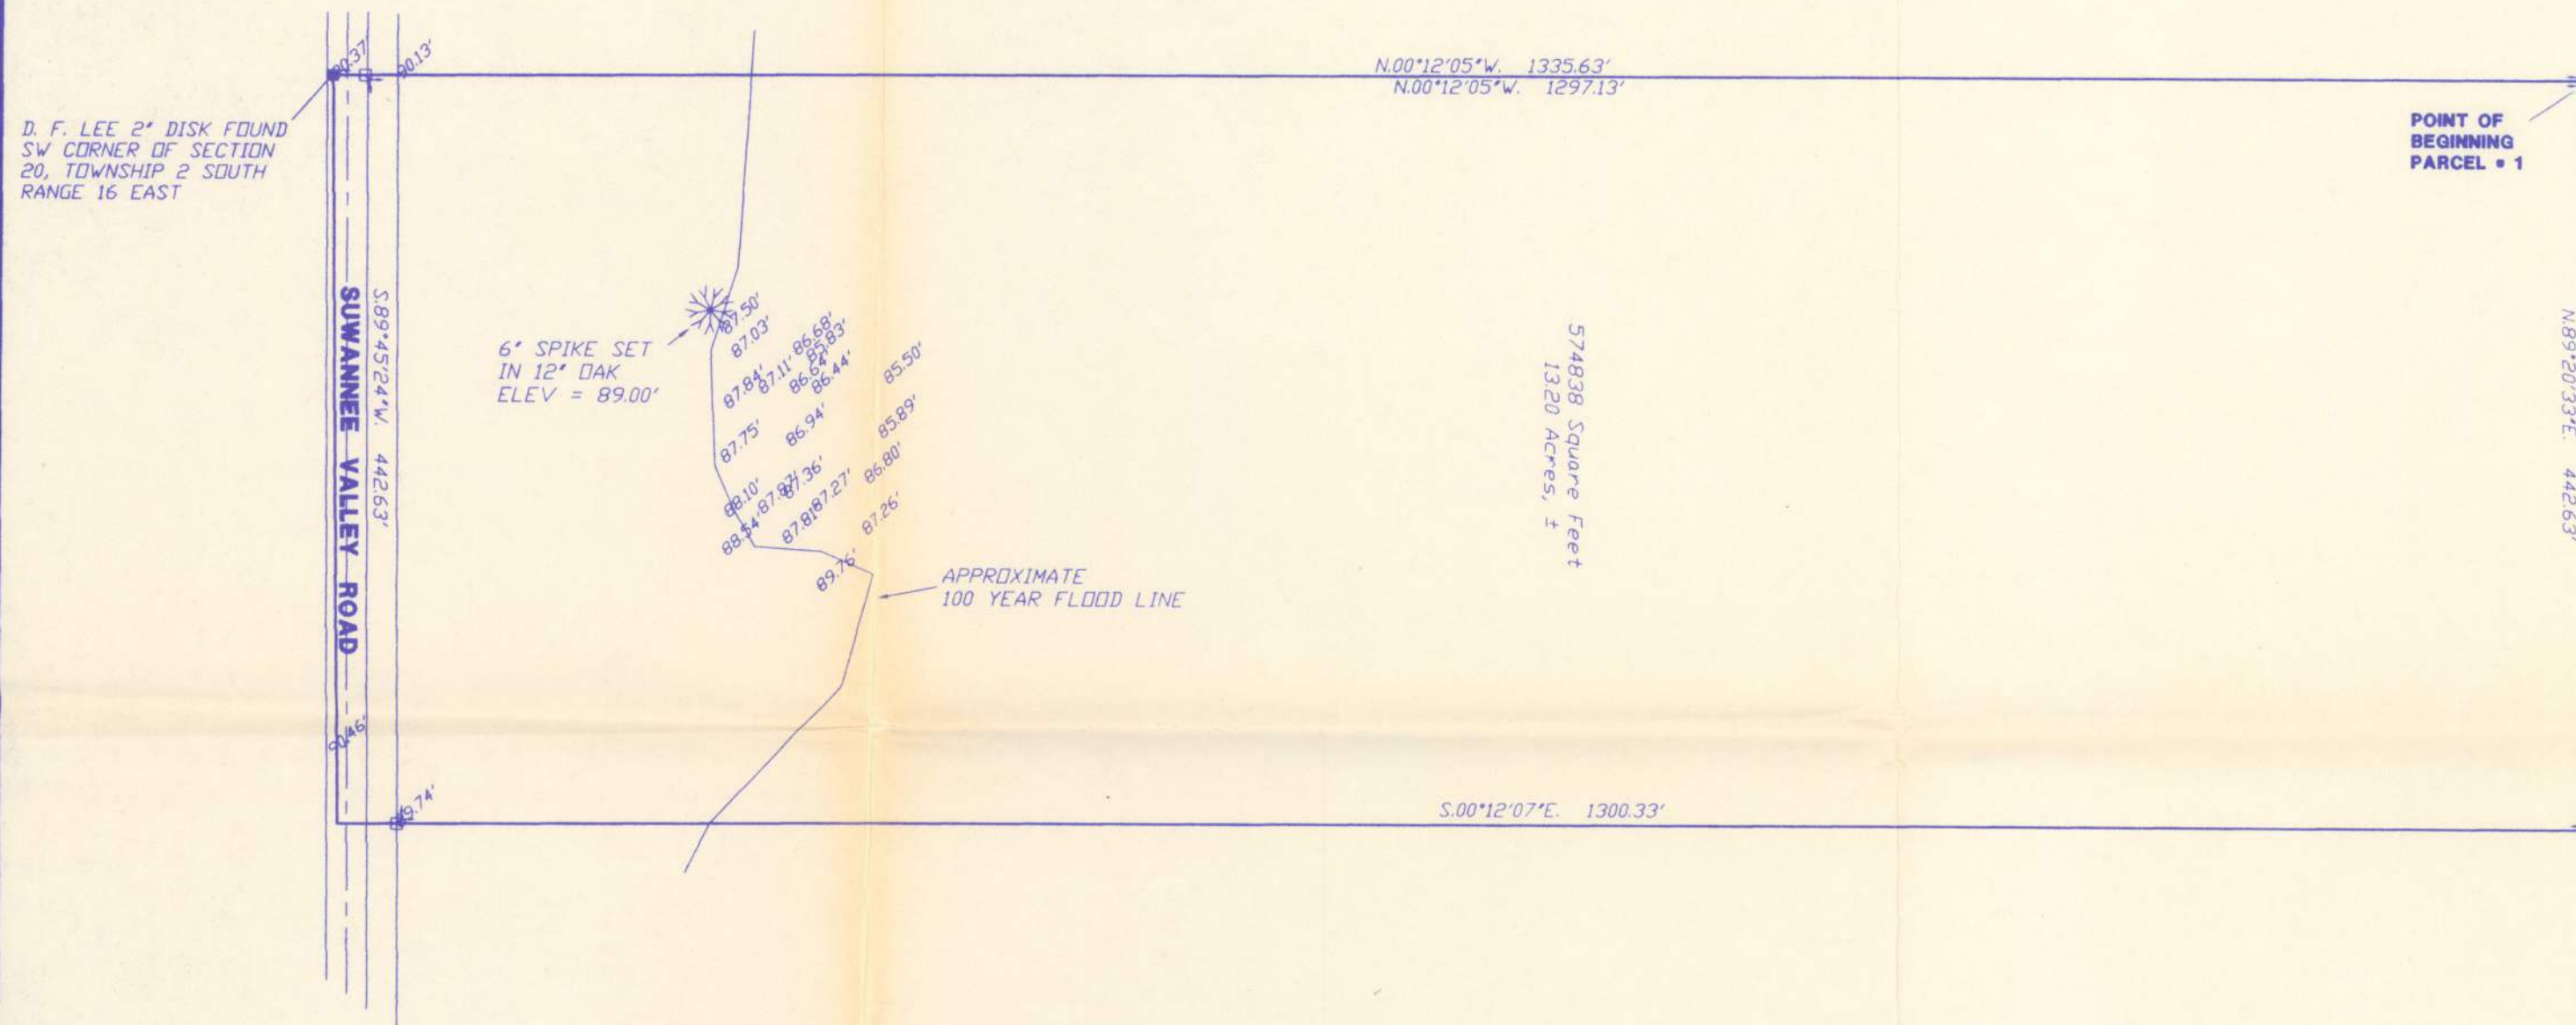 90.37'
90.13'
N.00°12'05"W. 1335.63'
N.00°12'05"W. 1297.13'
D. F. LEE 2" DISK FOUND
SW CORNER OF SECTION
20, TOWNSHIP 2 SOUTH
RANGE 16 EAST
POINT OF
BEGINNING
PARCEL # 1
SUWANNEE VALLEY ROAD
S.89°45'24"W. 442.63'
6" SPIKE SET
IN 12" OAK
ELEV = 89.00'
87.50'
87.03'
86.68'
85.83'
87.84'
87.11'
86.64'
86.44'
85.50'
87.75'
86.94'
85.89'
88.10'
87.87'
87.36'
86.80'
88.54'
87.81'
87.27'
87.26'
89.76'
APPROXIMATE
100 YEAR FLOOD LINE
574838 Square Feet
13.20 Acres, ±
N.89°20'33"E. 442.63'
90.46'
S.00°12'07"E. 1300.33'